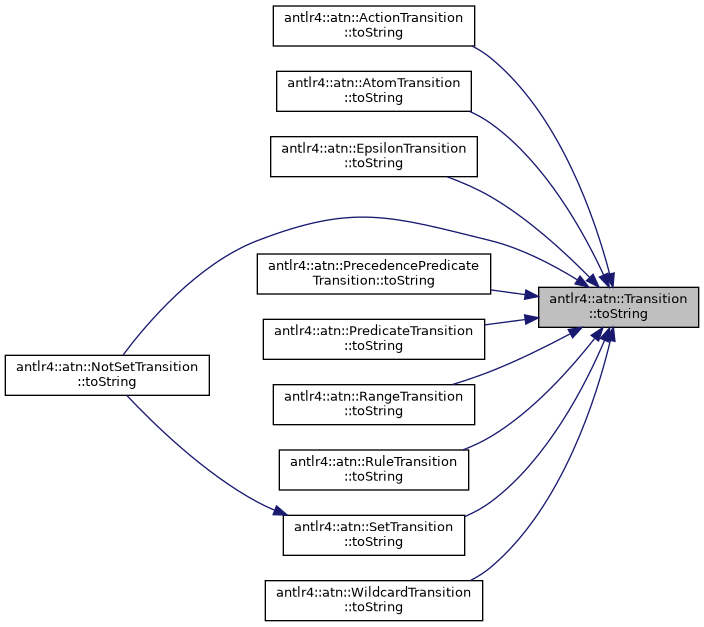 antlr4::atn::ActionTransition
::toString
antlr4::atn::AtomTransition
::toString
antlr4::atn::EpsilonTransition
::toString
antlr4::atn::PrecedencePredicate
Transition::toString
antlr4::atn::Transition
::toString
antlr4::atn::PredicateTransition
::toString
antlr4::atn::NotSetTransition
::toString
antlr4::atn::RangeTransition
::toString
antlr4::atn::RuleTransition
::toString
antlr4::atn::SetTransition
::toString
antlr4::atn::WildcardTransition
::toString